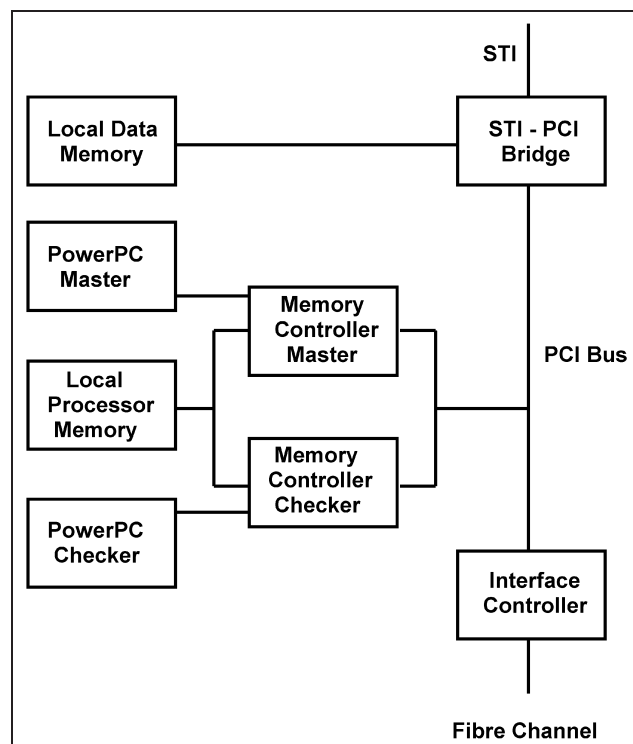 STI
Local Data
Memory
STI - PCI
Bridge
PowerPC
Master
Memory
Controller
Master
PCI Bus
Local
Processor
Memory
Memory
Controller
Checker
PowerPC
Checker
Interface
Controller
Fibre Channel